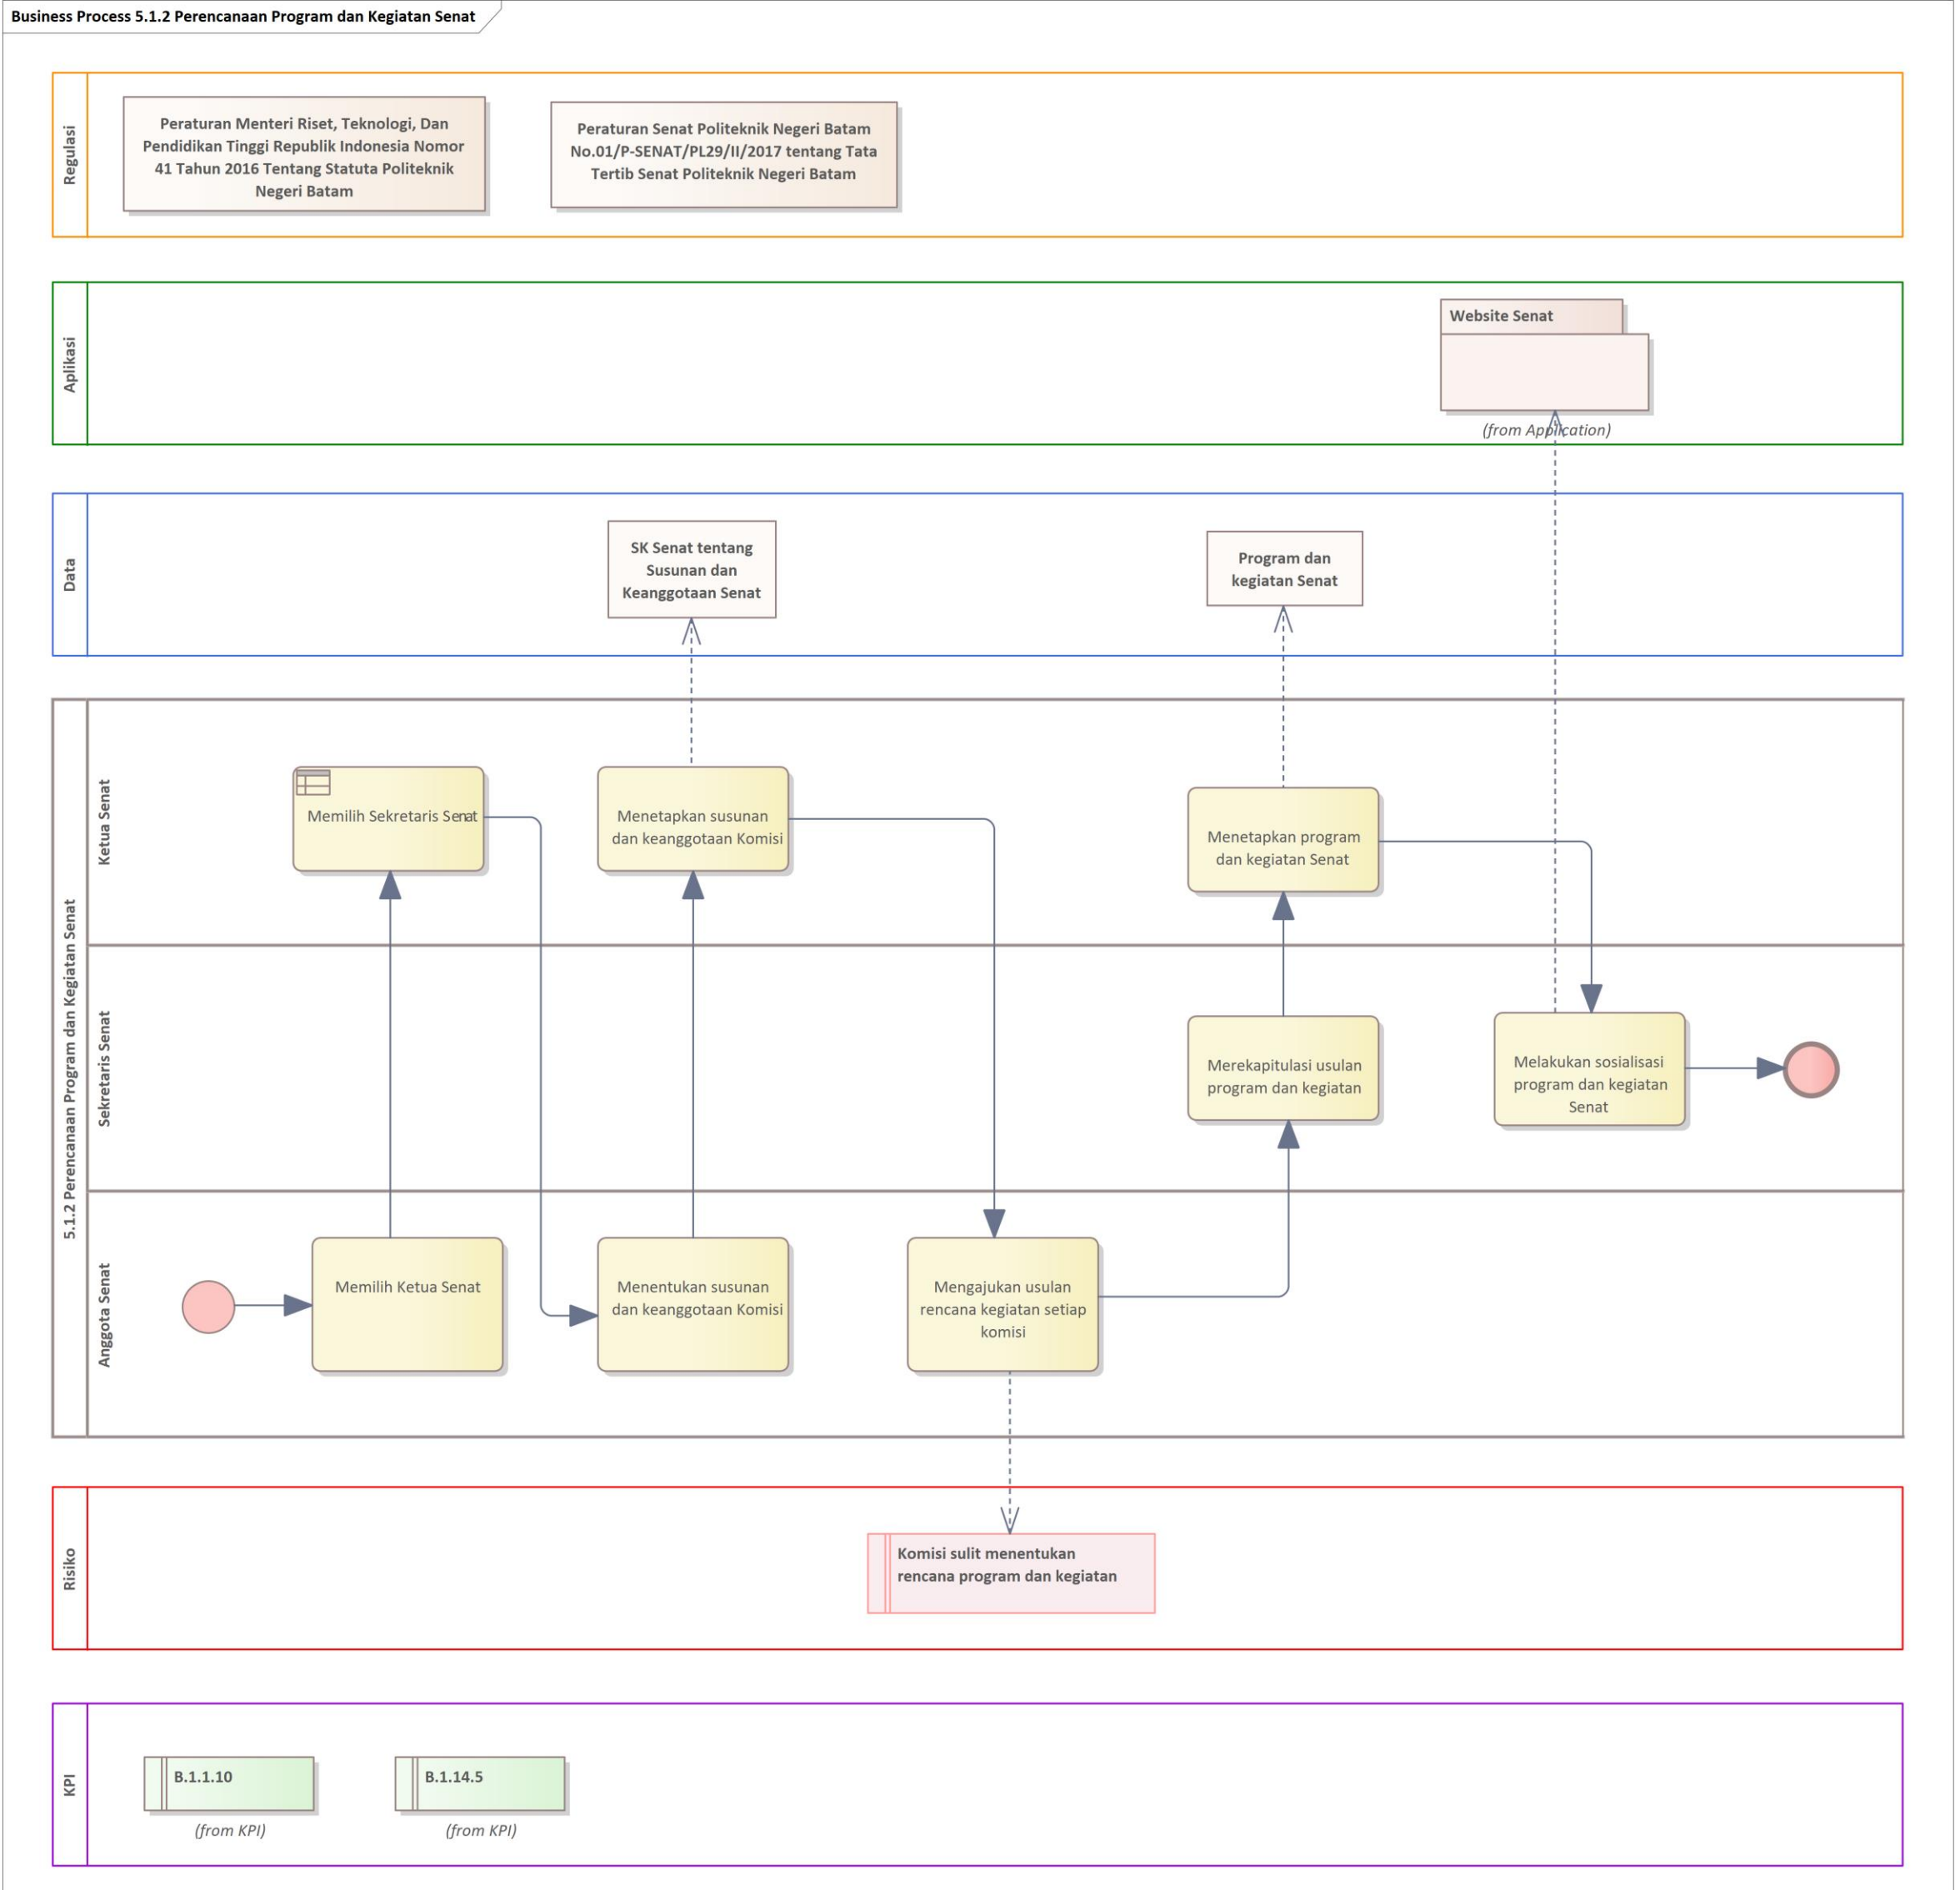 Business Process 5.1.2 Perencanaan Program dan Kegiatan Senat
Regulasi
Peraturan Menteri Riset, Teknologi, Dan
Pendidikan Tinggi Republik Indonesia Nomor
41 Tahun 2016 Tentang Statuta Politeknik
Negeri Batam
Peraturan Senat Politeknik Negeri Batam
No.01/P-SENAT/PL29/II/2017 tentang Tata
Tertib Senat Politeknik Negeri Batam
Aplikasi
Website Senat
(from Application)
Data
SK Senat tentang
Susunan dan
Keanggotaan Senat
Program dan
kegiatan Senat
5.1.2 Perencanaan Program dan Kegiatan Senat
Ketua Senat
Memilih Sekretaris Senat
Menetapkan susunan
dan keanggotaan Komisi
Menetapkan program
dan kegiatan Senat
Sekretaris Senat
Merekapitulasi usulan
program dan kegiatan
Melakukan sosialisasi
program dan kegiatan
Senat
Anggota Senat
Memilih Ketua Senat
Menentukan susunan
dan keanggotaan Komisi
Mengajukan usulan
rencana kegiatan setiap
komisi
Risiko
Komisi sulit menentukan
rencana program dan kegiatan
KPI
B.1.1.10
(from KPI)
B.1.14.5
(from KPI)